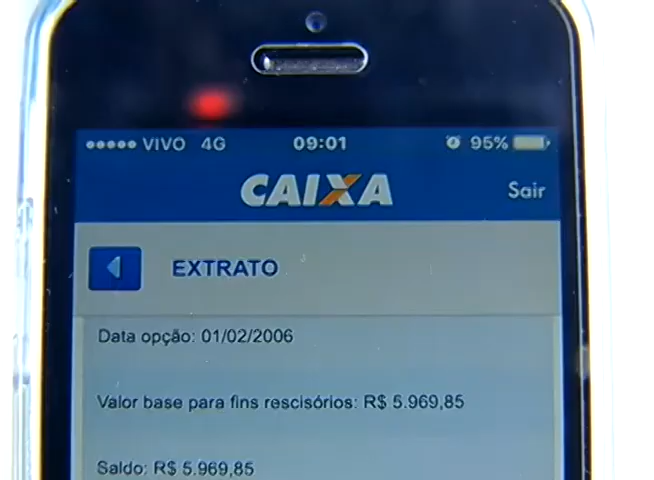 VIVO 4G 09:01 95%
CAIXA
Sair
EXTRATO
Data opção: 01/02/2006
Valor base para fins rescisórios: R$ 5.969,85
Saldo: R$ 5.969,85